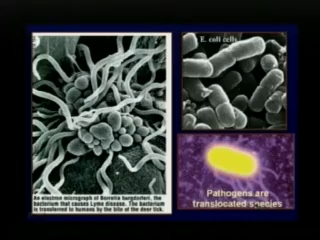 An electron micrograph of Borrelia burgdorferi, the
bacterium that causes Lyme disease. The bacterium
is transferred to humans by the bite of the deer tick.
E. coli cells
Pathogens are
translocated species